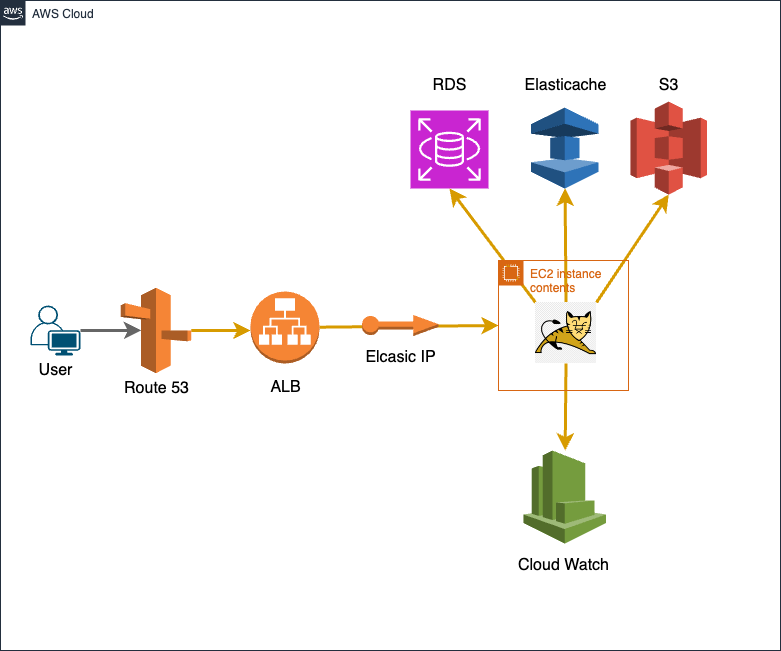 aws
AWS Cloud
RDS
Elasticache
S3
EC2 instance
contents
User
Route 53
ALB
Elcasic IP
Cloud Watch